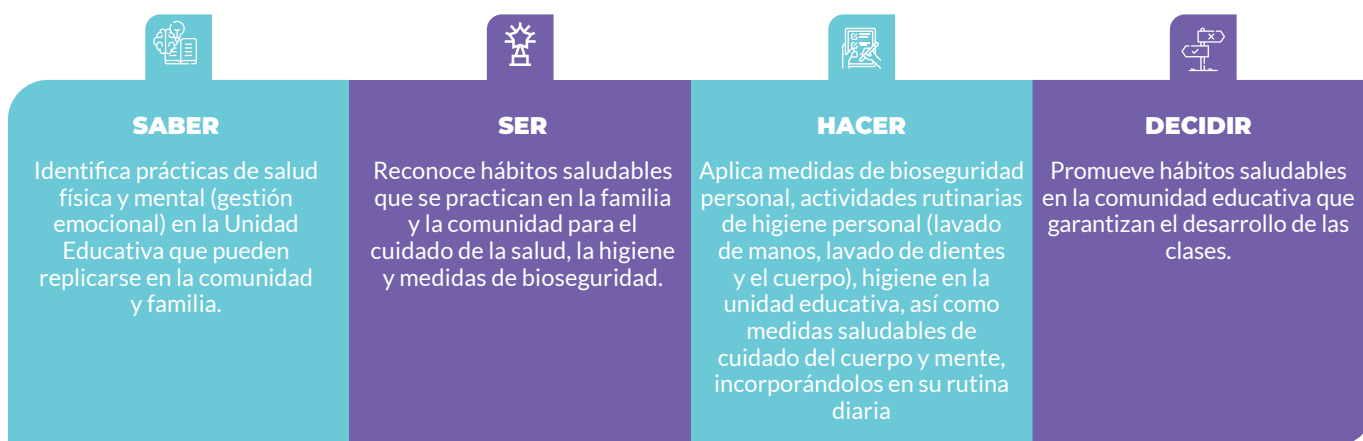 SABER
Identifica prácticas de salud
física y mental (gestión
emocional) en la Unidad
Educativa que pueden
replicarse en la comunidad
y familia.
SER
Reconoce hábitos saludables
que se practican en la familia
y la comunidad para el
cuidado de la salud, la higiene
y medidas de bioseguridad.
HACER
Aplica medidas de bioseguridad
personal, actividades rutinarias
de higiene personal (lavado
de manos, lavado de dientes
y el cuerpo), higiene en la
unidad educativa, así como
medidas saludables de
cuidado del cuerpo y mente,
incorporándolos en su rutina
diaria
DECIDIR
Promueve hábitos saludables
en la comunidad educativa que
garantizan el desarrollo de las
clases.